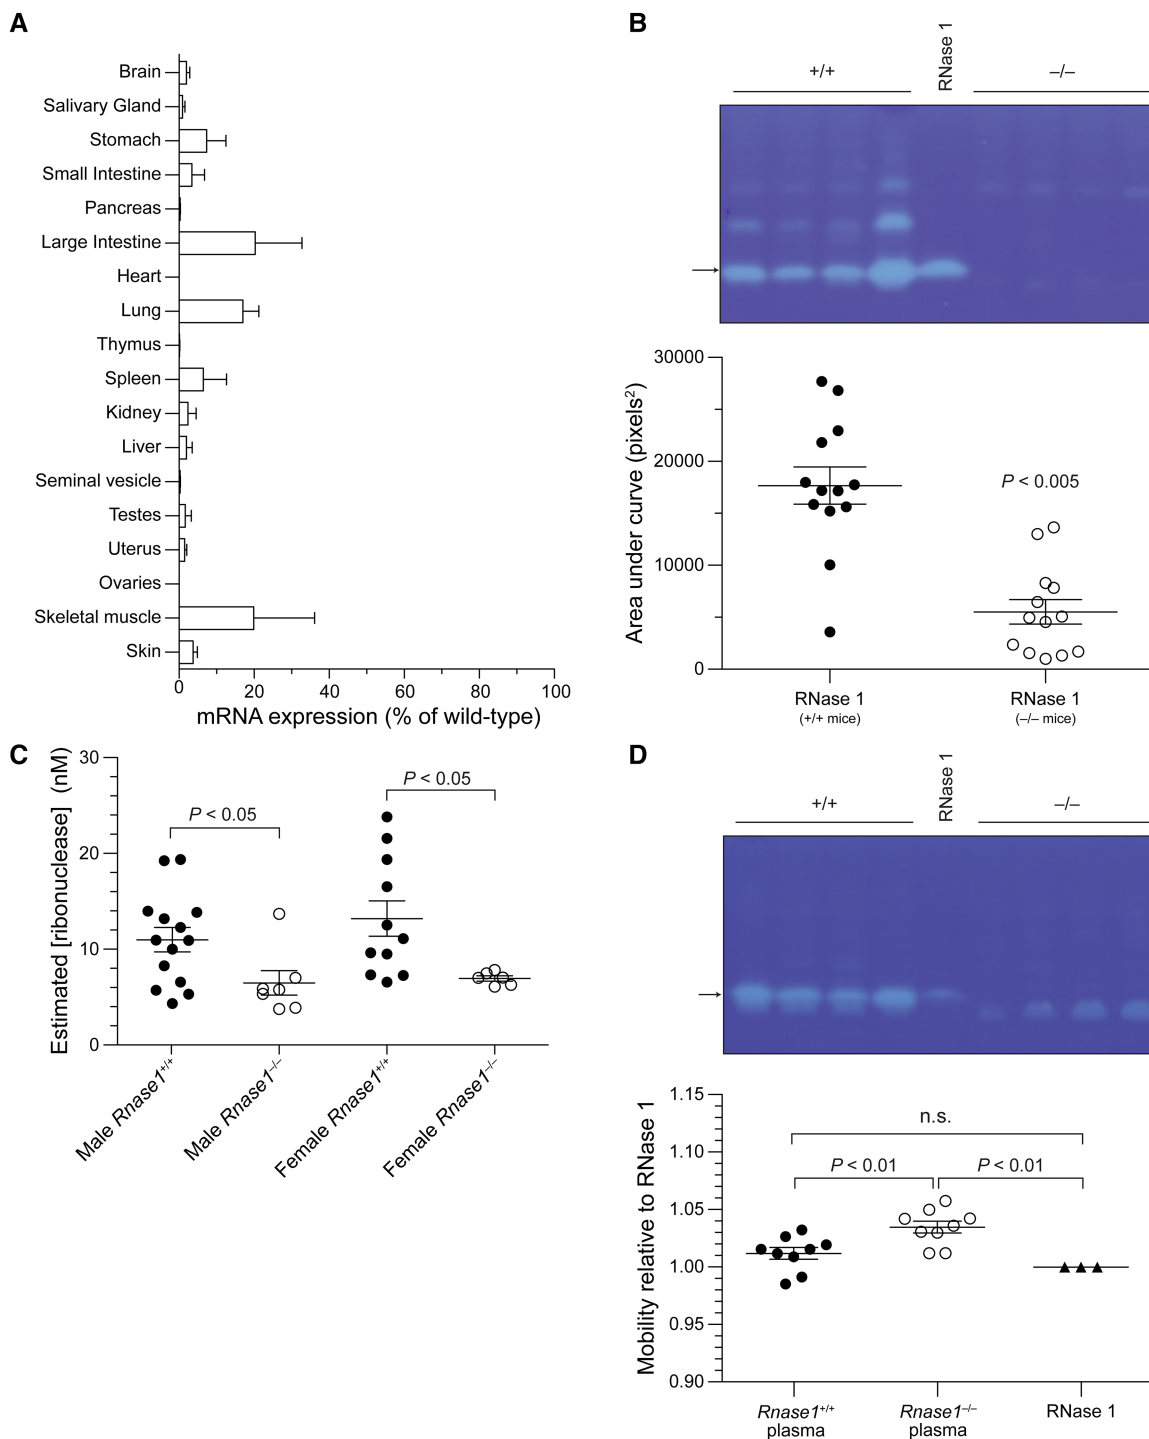 A
Brain
Salivary Gland
Stomach
Small Intestine
Pancreas
Large Intestine
Heart
Lung
Thymus
Spleen
Kidney
Liver
Seminal vesicle
Testes
Uterus
Ovaries
Skeletal muscle
Skin
0 20 40 60 80 100
mRNA expression (% of wild-type)
B
+/+
RNase 1
–/–
Area under curve (pixels²)
30000
20000
10000
0
P < 0.005
RNase 1
(+/+ mice)
RNase 1
(–/– mice)
C
Estimated [ribonuclease] (nM)
30
20
10
0
P < 0.05
P < 0.05
Male Rnase1+/+
Male Rnase1–/–
Female Rnase1+/+
Female Rnase1–/–
D
+/+
RNase 1
–/–
Mobility relative to RNase 1
1.15
1.10
1.05
1.00
0.95
0.90
n.s.
P < 0.01
P < 0.01
Rnase1+/+
plasma
Rnase1–/–
plasma
RNase 1